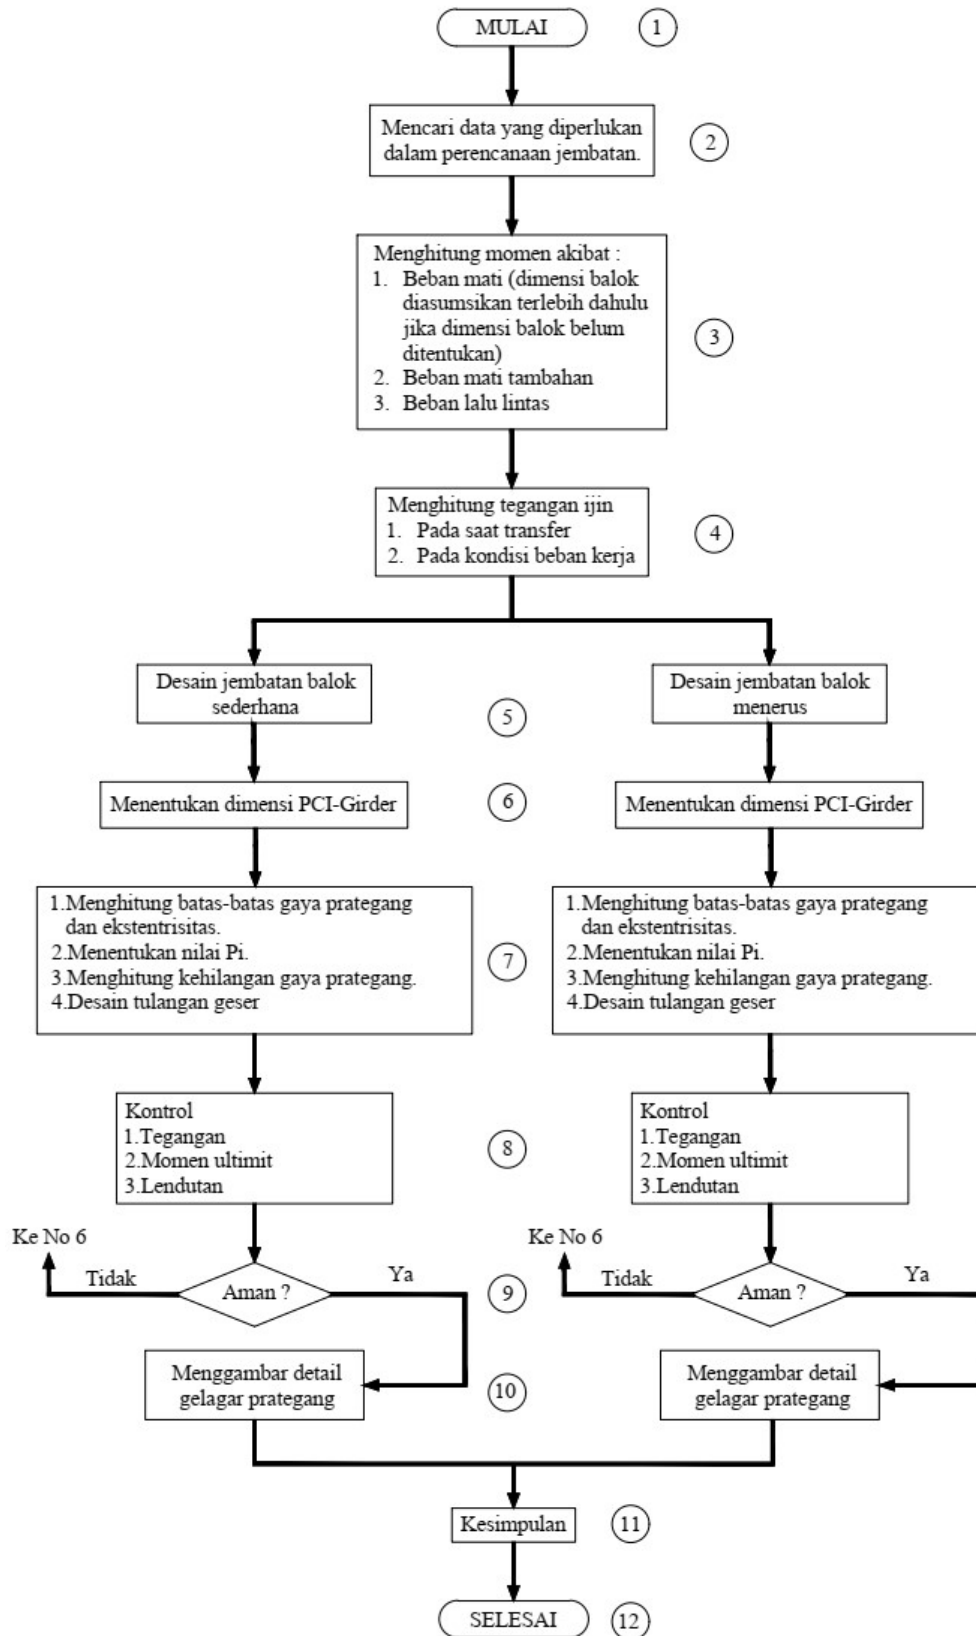 MULAI
1
Mencari data yang diperlukan
dalam perencanaan jembatan.
2
Menghitung momen akibat :
1. Beban mati (dimensi balok
diasumsikan terlebih dahulu
jika dimensi balok belum
ditentukan)
2. Beban mati tambahan
3. Beban lalu lintas
3
Menghitung tegangan ijin
1. Pada saat transfer
2. Pada kondisi beban kerja
4
Desain jembatan balok
sederhana
5
Desain jembatan balok
menerus
Menentukan dimensi PCI-Girder
6
Menentukan dimensi PCI-Girder
1.Menghitung batas-batas gaya prategang
dan ekstentrisitas.
2.Menentukan nilai Pi.
3.Menghitung kehilangan gaya prategang.
4.Desain tulangan geser
7
1.Menghitung batas-batas gaya prategang
dan ekstentrisitas.
2.Menentukan nilai Pi.
3.Menghitung kehilangan gaya prategang.
4.Desain tulangan geser
Kontrol
1.Tegangan
2.Momen ultimit
3.Lendutan
8
Kontrol
1.Tegangan
2.Momen ultimit
3.Lendutan
Ke No 6
Tidak
Aman ?
Ya
9
Ke No 6
Tidak
Aman ?
Ya
Menggambar detail
gelagar prategang
10
Menggambar detail
gelagar prategang
Kesimpulan
11
SELESAI
12